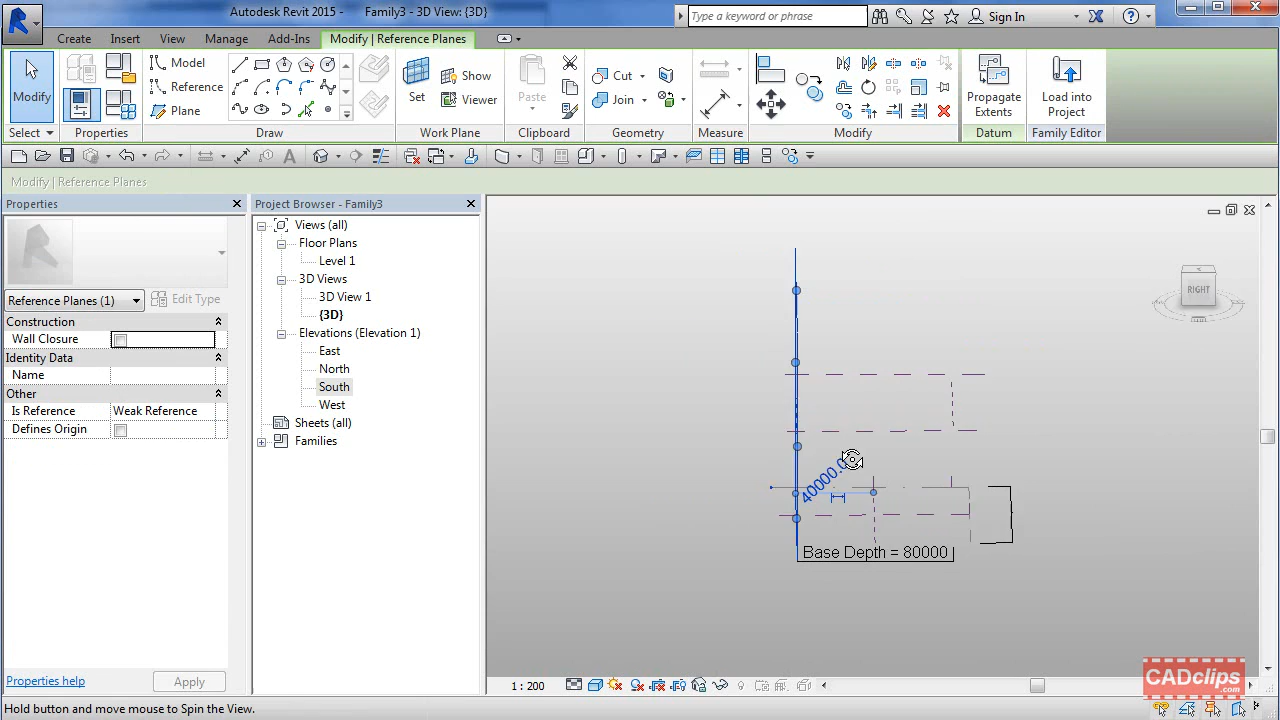 Autodesk Revit 2015 - Family3 - 3D View: {3D}
Type a keyword or phrase
Sign In
Create Insert View Manage Add-Ins Modify | Reference Planes
Modify
Select
Properties
Model
Reference
Plane
Draw
Set
Show
Viewer
Work Plane
Paste
Clipboard
Cut
Join
Geometry
Measure
Modify
Propagate
Extents
Datum
Load into
Project
Family Editor
Modify | Reference Planes
Properties
Reference Planes (1)
Edit Type
Construction
Wall Closure
Identity Data
Name
Other
Is Reference Weak Reference
Defines Origin
Properties help
Apply
Project Browser - Family3
Views (all)
Floor Plans
Level 1
3D Views
3D View 1
{3D}
Elevations (Elevation 1)
East
North
South
West
Sheets (all)
Families
RIGHT
40000.0
Base Depth = 80000
1 : 200
CADclips
.com
Hold button and move mouse to Spin the View.